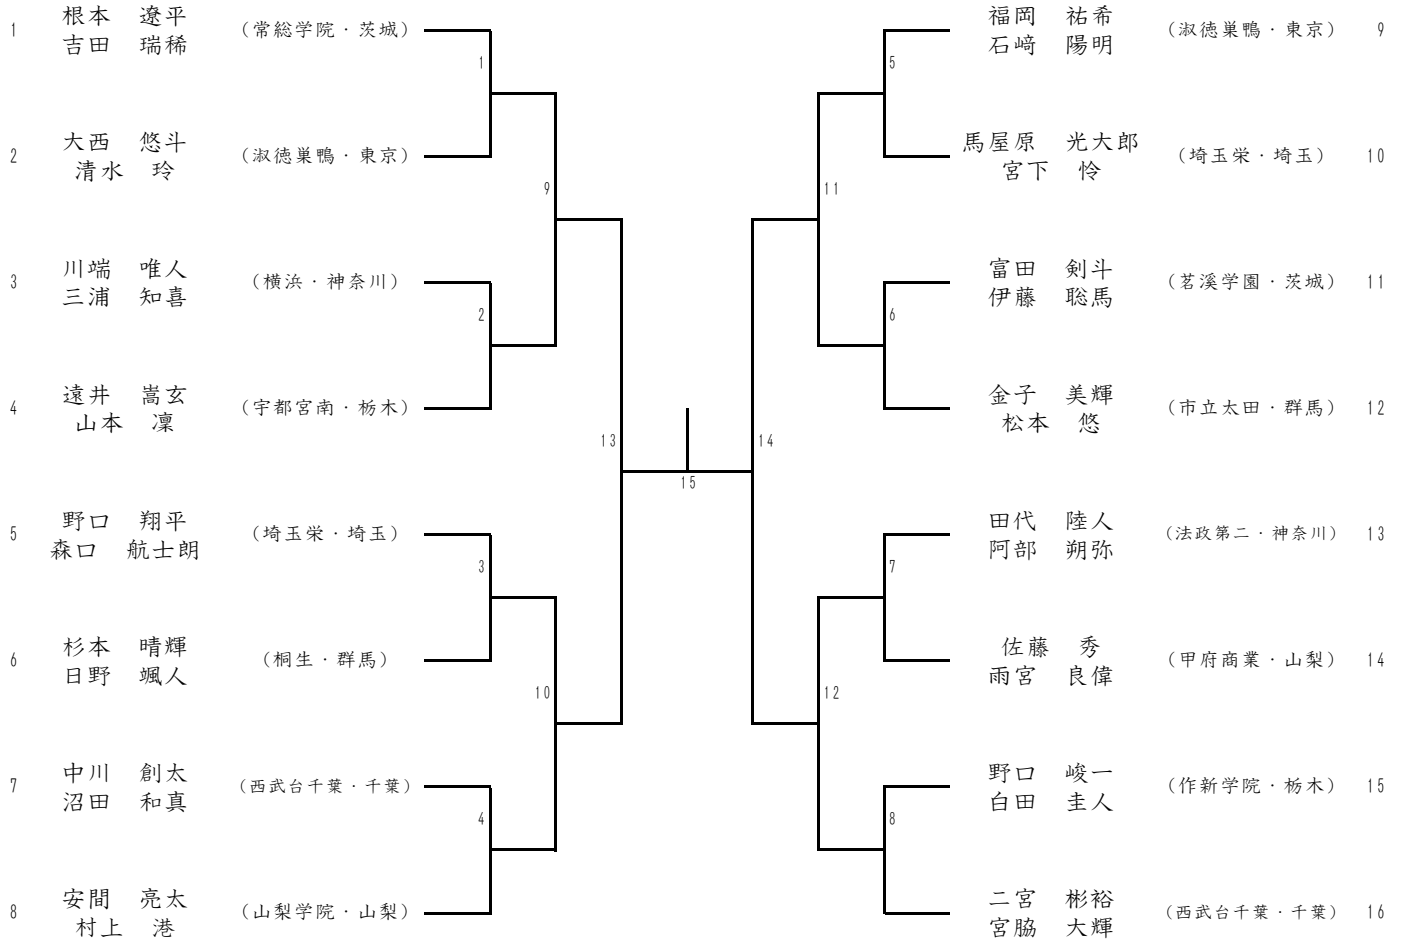 1 根本　遼平 (常総学院・茨城)
吉田　瑞稀
1
2 大西　悠斗 (淑徳巣鴨・東京)
清水　玲
9
3 川端　唯人 (横浜・神奈川)
三浦　知喜
2
4 遠井　嵩玄 (宇都宮南・栃木)
山本　凜
13
5 野口　翔平 (埼玉栄・埼玉)
森口　航士朗
3
6 杉本　晴輝 (桐生・群馬)
日野　颯人
10
7 中川　創太 (西武台千葉・千葉)
沼田　和真
4
8 安間　亮太 (山梨学院・山梨)
村上　港
15
福岡　祐希 (淑徳巣鴨・東京) 9
石﨑　陽明
5
馬屋原　光大郎 (埼玉栄・埼玉) 10
宮下　怜
11
富田　剣斗 (茗溪学園・茨城) 11
伊藤　聡馬
6
金子　美輝 (市立太田・群馬) 12
松本　悠
14
田代　陸人 (法政第二・神奈川) 13
阿部　朔弥
7
佐藤　秀 (甲府商業・山梨) 14
雨宮　良偉
12
野口　峻一 (作新学院・栃木) 15
白田　圭人
8
二宮　彬裕 (西武台千葉・千葉) 16
宮脇　大輝